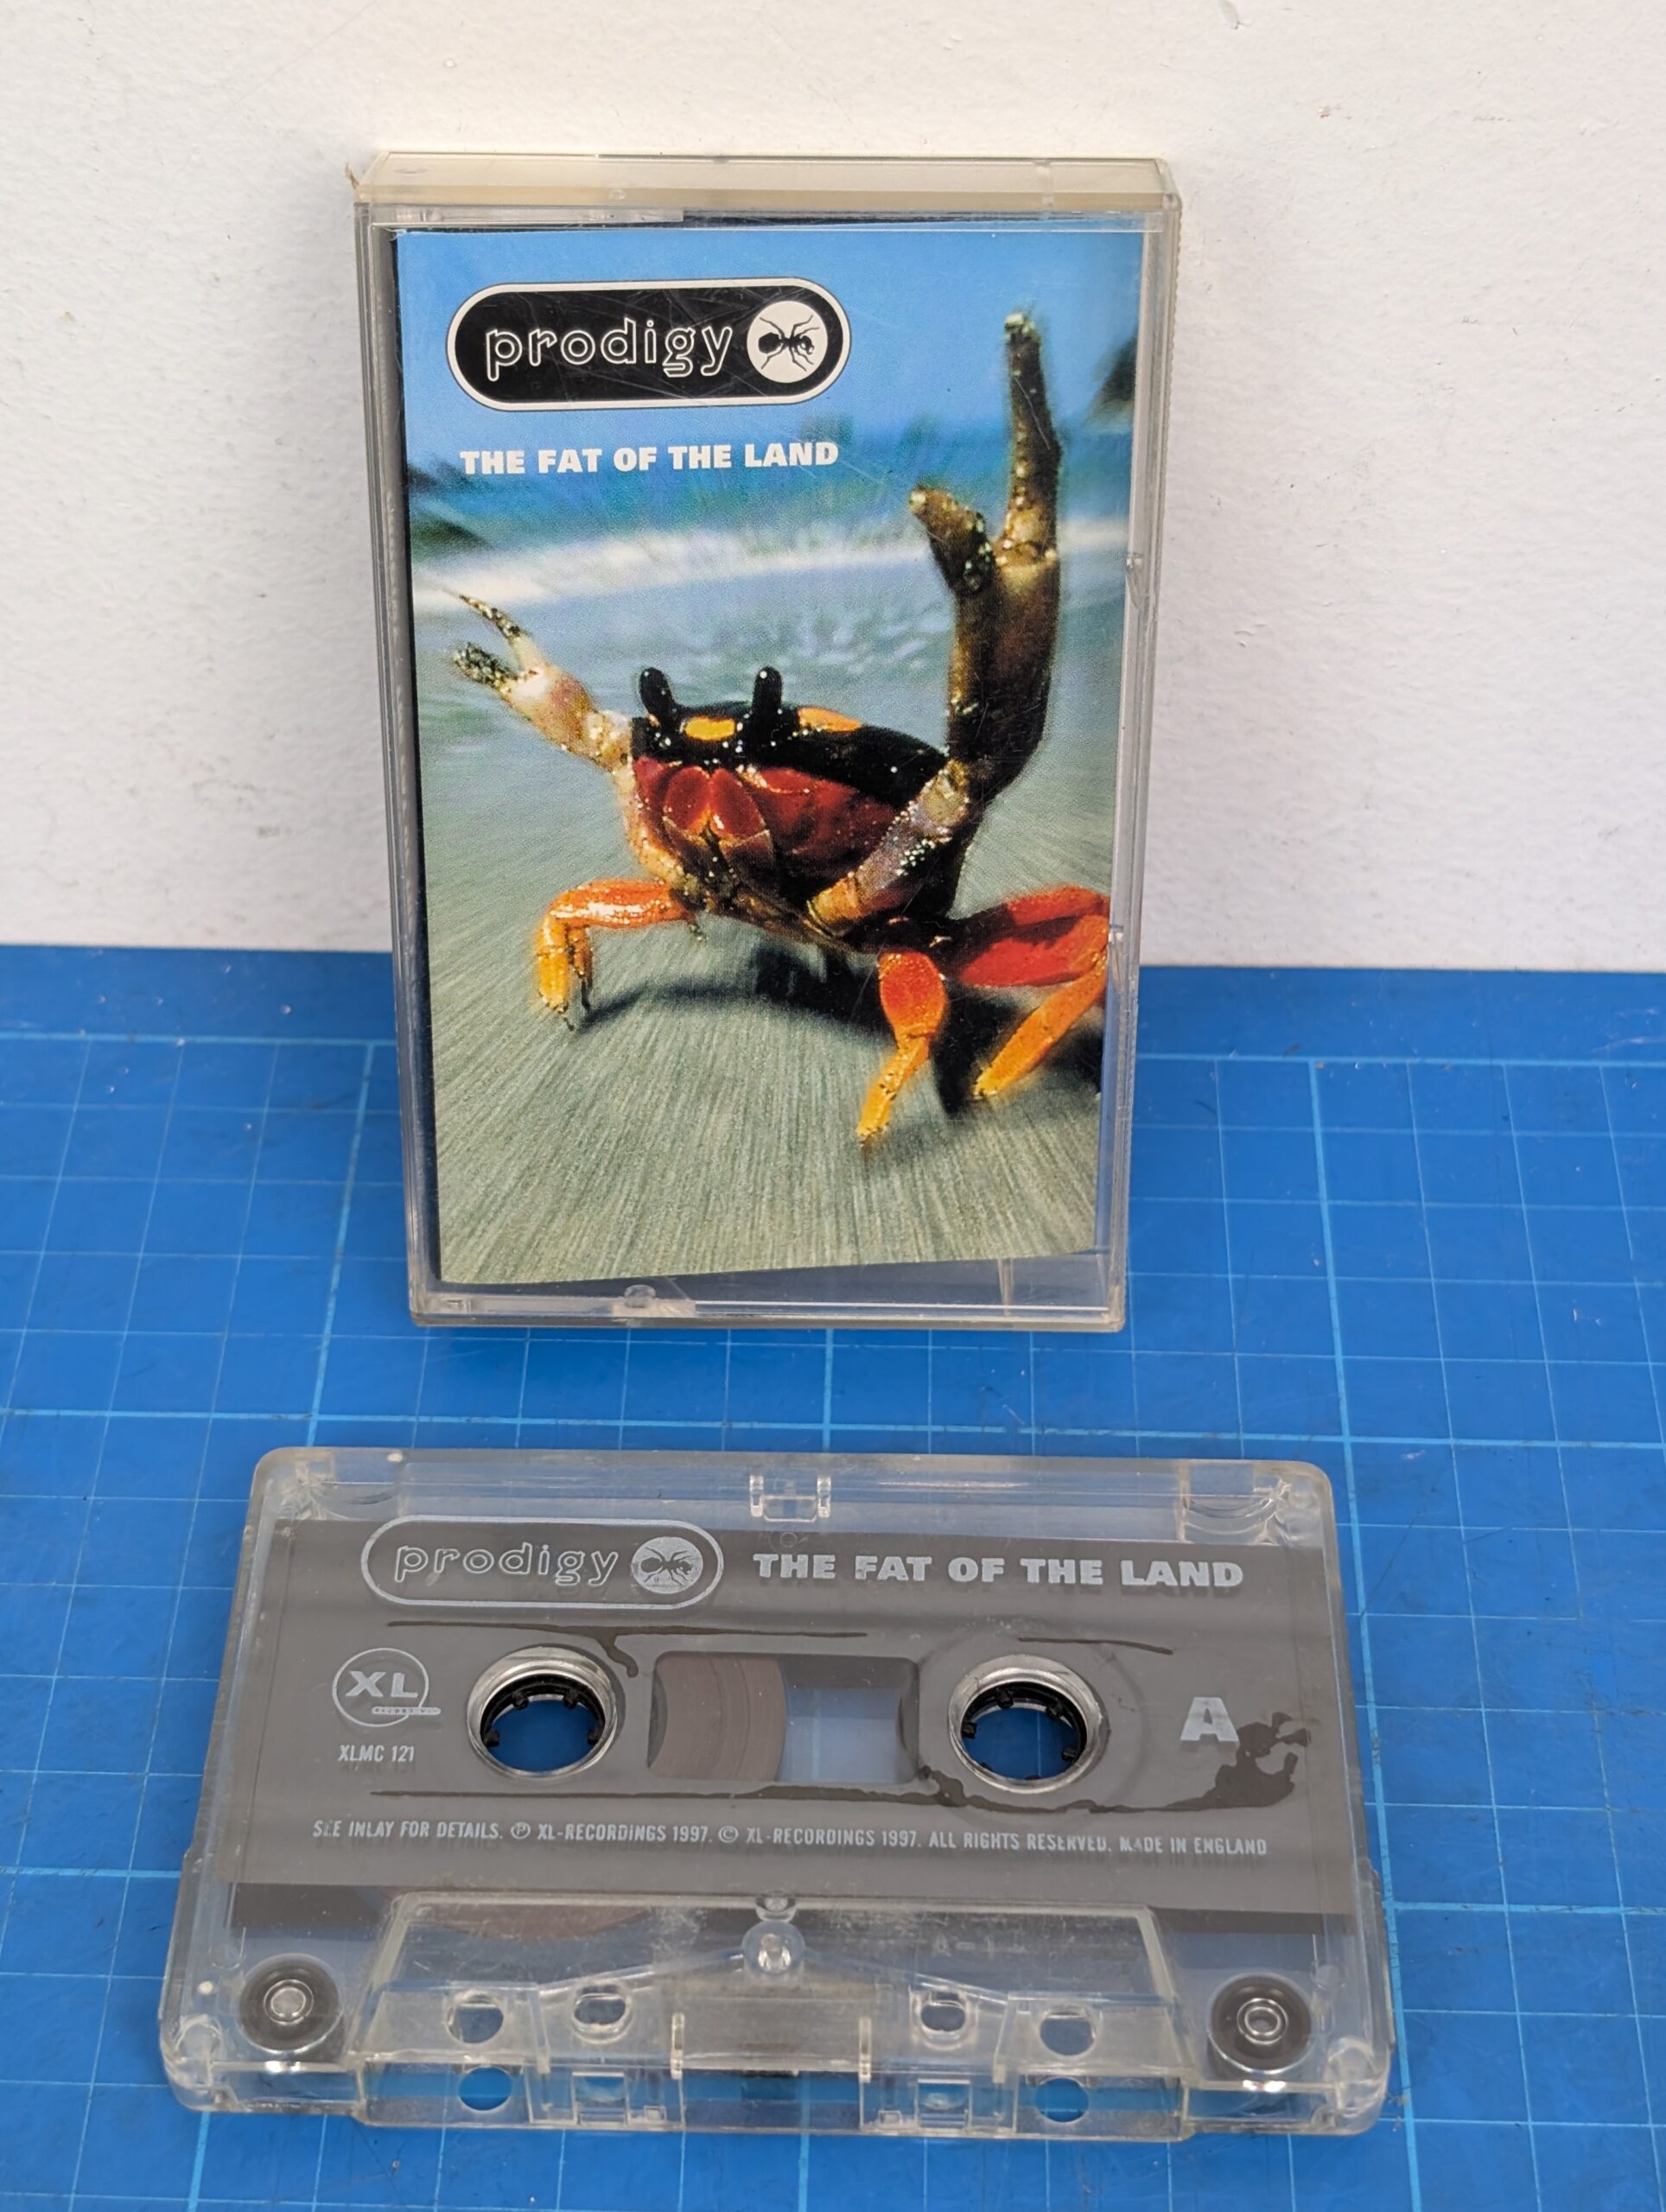 prodigy
THE FAT OF THE LAND
prodigy THE FAT OF THE LAND
XL
A
XLMC 121
SEE INLAY FOR DETAILS. ℗ XL-RECORDINGS 1997. © XL-RECORDINGS 1997. ALL RIGHTS RESERVED. MADE IN ENGLAND